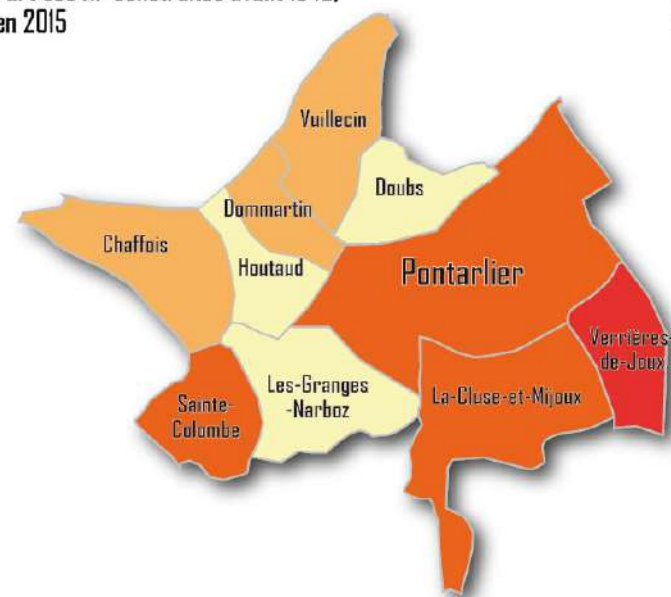 en 2015
Vuillecin
Doubs
Dommartin
Chaffois
Houtaud
Pontarlier
Verrières-
de-Joux
Les-Granges
-Narboz
La-Cluse-et-Mijoux
Sainte-
Colombe